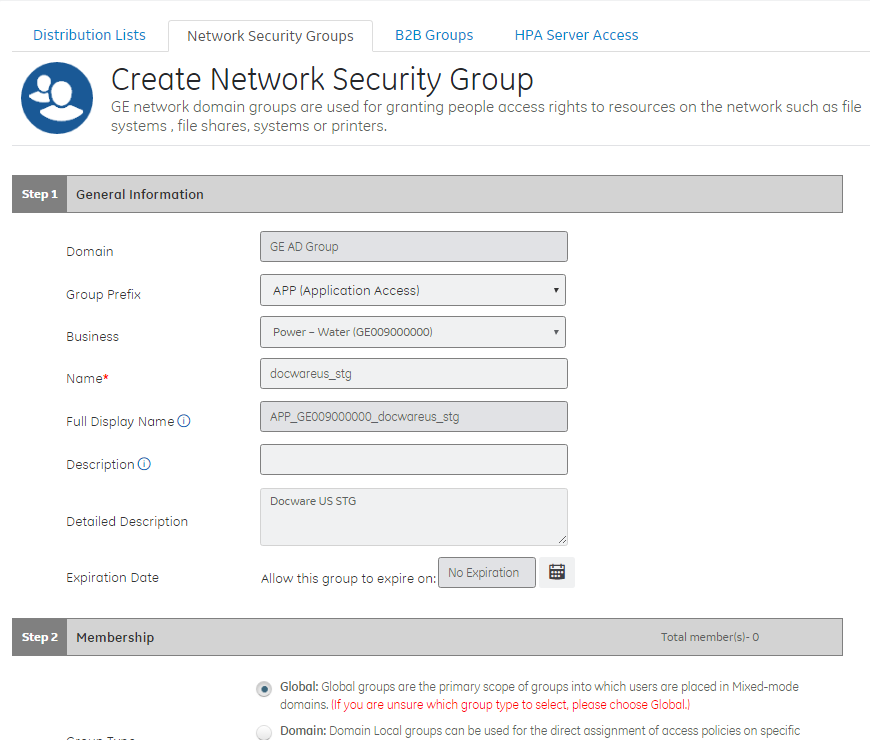 Distribution Lists Network Security Groups B2B Groups HPA Server Access
Create Network Security Group
GE network domain groups are used for granting people access rights to resources on the network such as file
systems , file shares, systems or printers.
Step 1 General Information
Domain GE AD Group
Group Prefix APP (Application Access)
Business Power – Water (GE009000000)
Name* docwareus_stg
Full Display Name APP_GE009000000_docwareus_stg
Description
Docware US STG
Detailed Description
Expiration Date Allow this group to expire on: No Expiration
Step 2 Membership Total member(s)- 0
Global: Global groups are the primary scope of groups into which users are placed in Mixed-mode
domains. (If you are unsure which group type to select, please choose Global.)
Domain: Domain Local groups can be used for the direct assignment of access policies on specific
Group Type